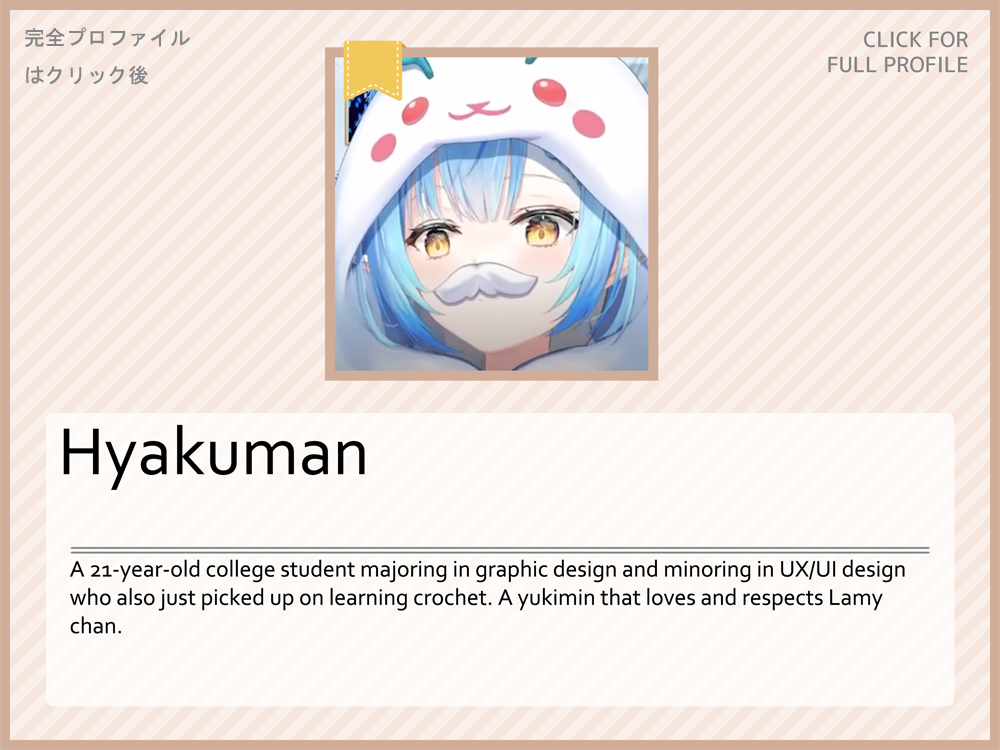 完全プロファイル
はクリック後
CLICK FOR
FULL PROFILE
Hyakuman
A 21-year-old college student majoring in graphic design and minoring in UX/UI design
who also just picked up on learning crochet. A yukimin that loves and respects Lamy
chan.